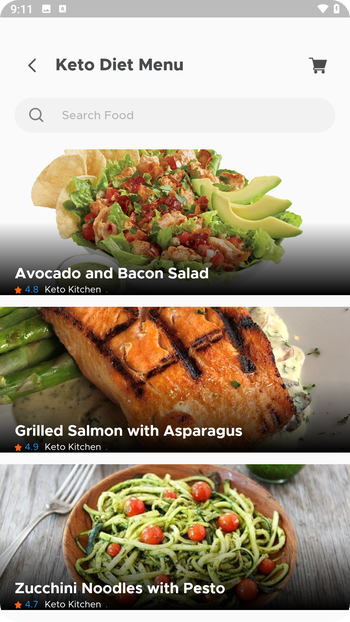 9:11
Keto Diet Menu
Search Food
Avocado and Bacon Salad
4.8 Keto Kitchen .
Grilled Salmon with Asparagus
4.9 Keto Kitchen .
Zucchini Noodles with Pesto
4.7 Keto Kitchen .